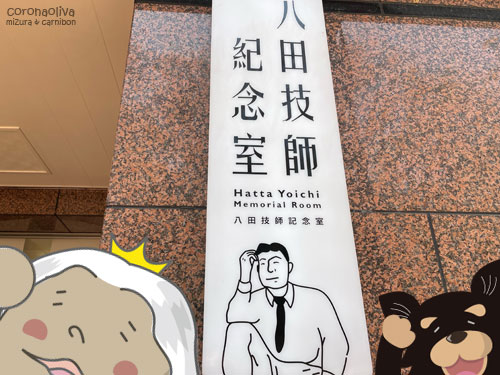 coronaoliva
mizura & carnibon
八田技師
紀念室
Hatta Yoichi
Memorial Room
八田技師記念室